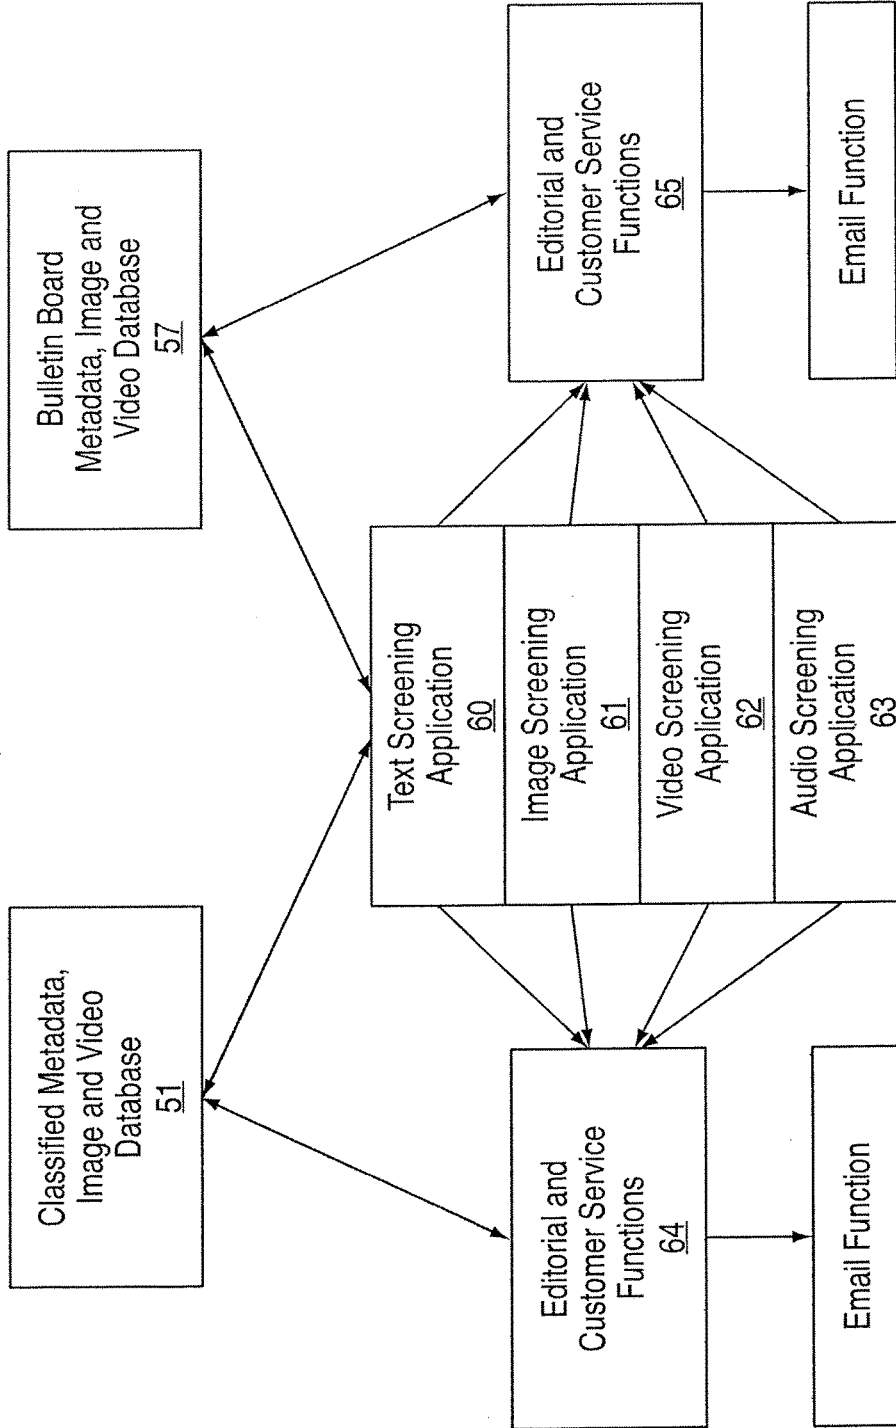 Classified Metadata,
Image and Video
Database
51
Bulletin Board
Metadata, Image and
Video Database
57
Text Screening
Application
60
Image Screening
Application
61
Video Screening
Application
62
Audio Screening
Application
63
Editorial and
Customer Service
Functions
64
Editorial and
Customer Service
Functions
65
Email Function
Email Function